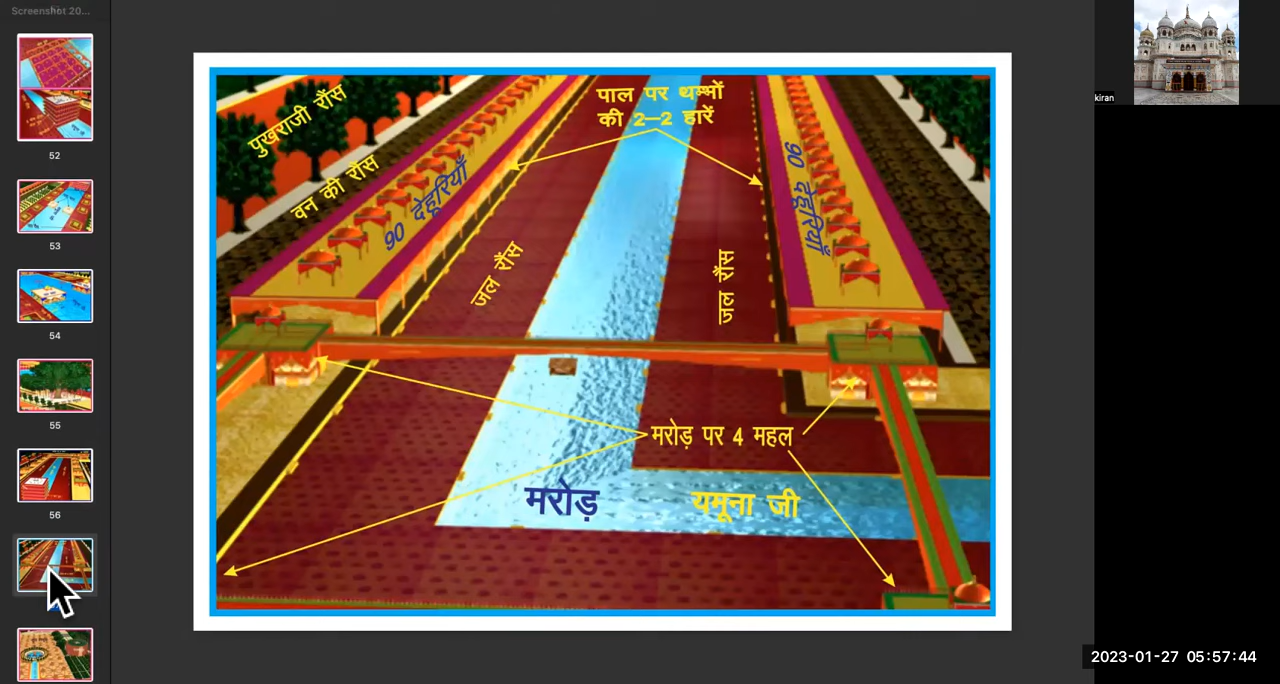 Screenshot 20...
52
53
54
55
56
पुखराजी रौंस
वन की रौंस
90 देहूरियाँ
पाल पर थम्भों
की 2–2 हारें
90 देहूरियाँ
जल रौंस
जल रौंस
मरोड़ पर 4 महल
मरोड़
यमूना जी
kiran
2023-01-27 05:57:44